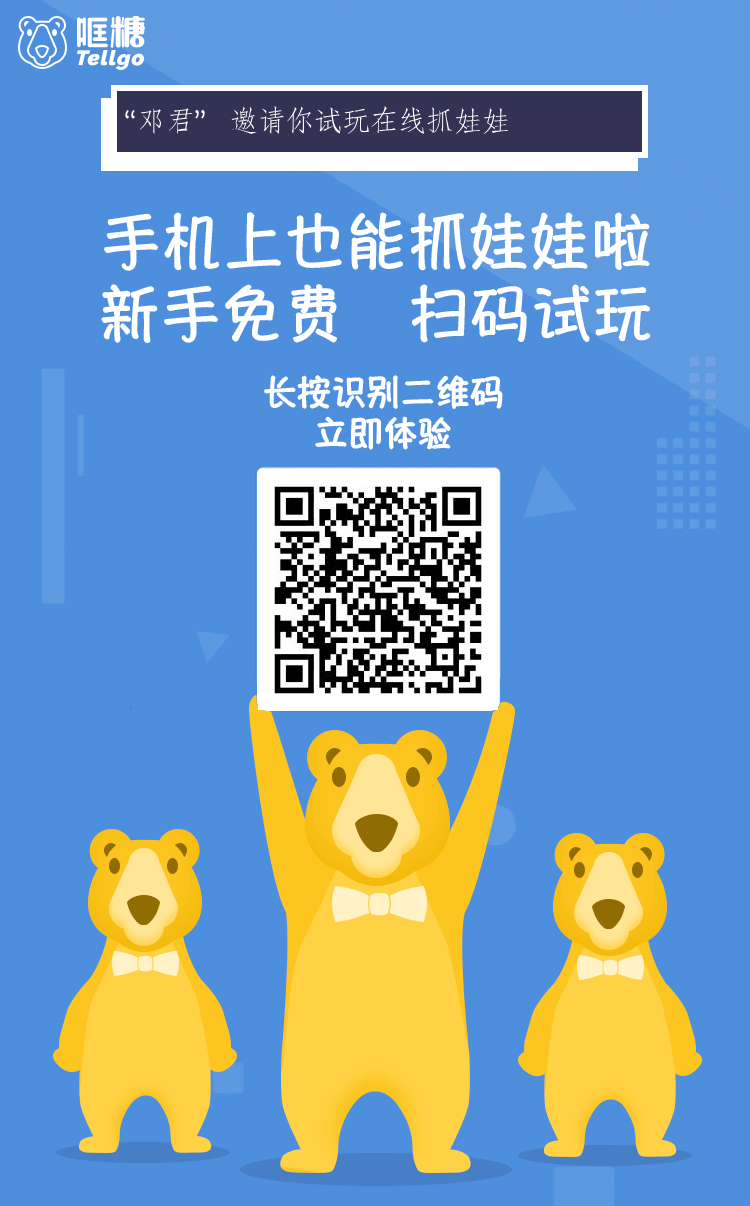 哐糖
Tellgo
“邓君” 邀请你试玩在线抓娃娃
手机上也能抓娃娃啦
新手免费 扫码试玩
长按识别二维码
立即体验